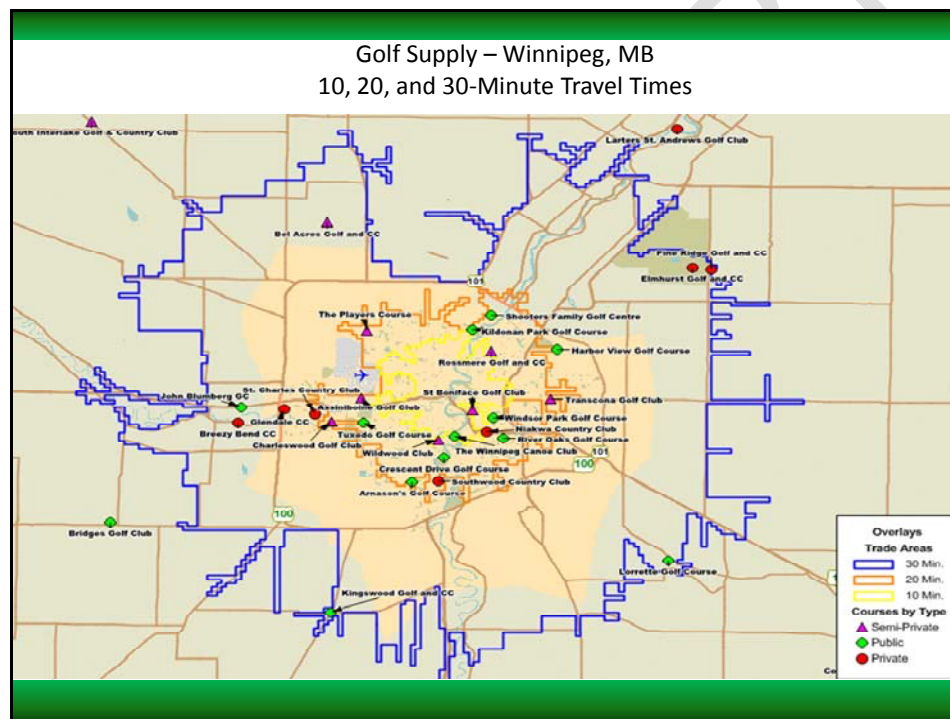 Golf Supply – Winnipeg, MB
10, 20, and 30-Minute Travel Times
outh Interlake Golf & Country Club
Larters St. Andrews Golf Club
Bel Acres Golf and CC
Pine Ridge Golf and CC
Elmhurst Golf and CC
101
The Players Course
Shooters Family Golf Centre
Kildonan Park Golf Course
Harbor View Golf Course
Rossmere Golf and CC
St. Charles Country Club
John Blumberg GC
St Boniface Golf Club
Transcona Golf Club
Assiniboine Golf Club
Glendale CC
Windsor Park Golf Course
Breezy Bend CC
Niakwa Country Club
Tuxedo Golf Course
River Oaks Golf Course
Charleswood Golf Club
Wildwood Club
The Winnipeg Canoe Club
101
100
Crescent Drive Golf Course
Southwood Country Club
Arnason's Golf Course
100
Bridges Golf Club
Lorrette Golf Course
Kingswood Golf and CC
Overlays
Trade Areas
30 Min.
20 Min.
10 Min.
Courses by Type
Semi-Private
Public
Private